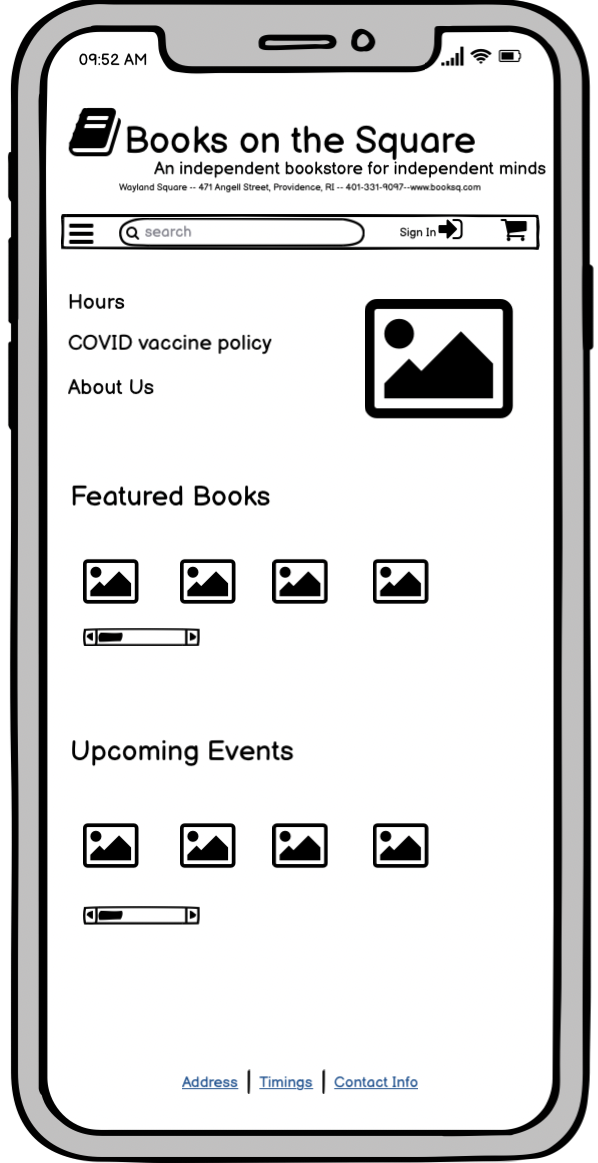 09:52 AM
Books on the Square
An independent bookstore for independent minds
Wayland Square -- 471 Angell Street, Providence, RI -- 401-331-9097--www.booksq.com
search
Sign In
Hours
COVID vaccine policy
About Us
Featured Books
Upcoming Events
Address | Timings | Contact Info